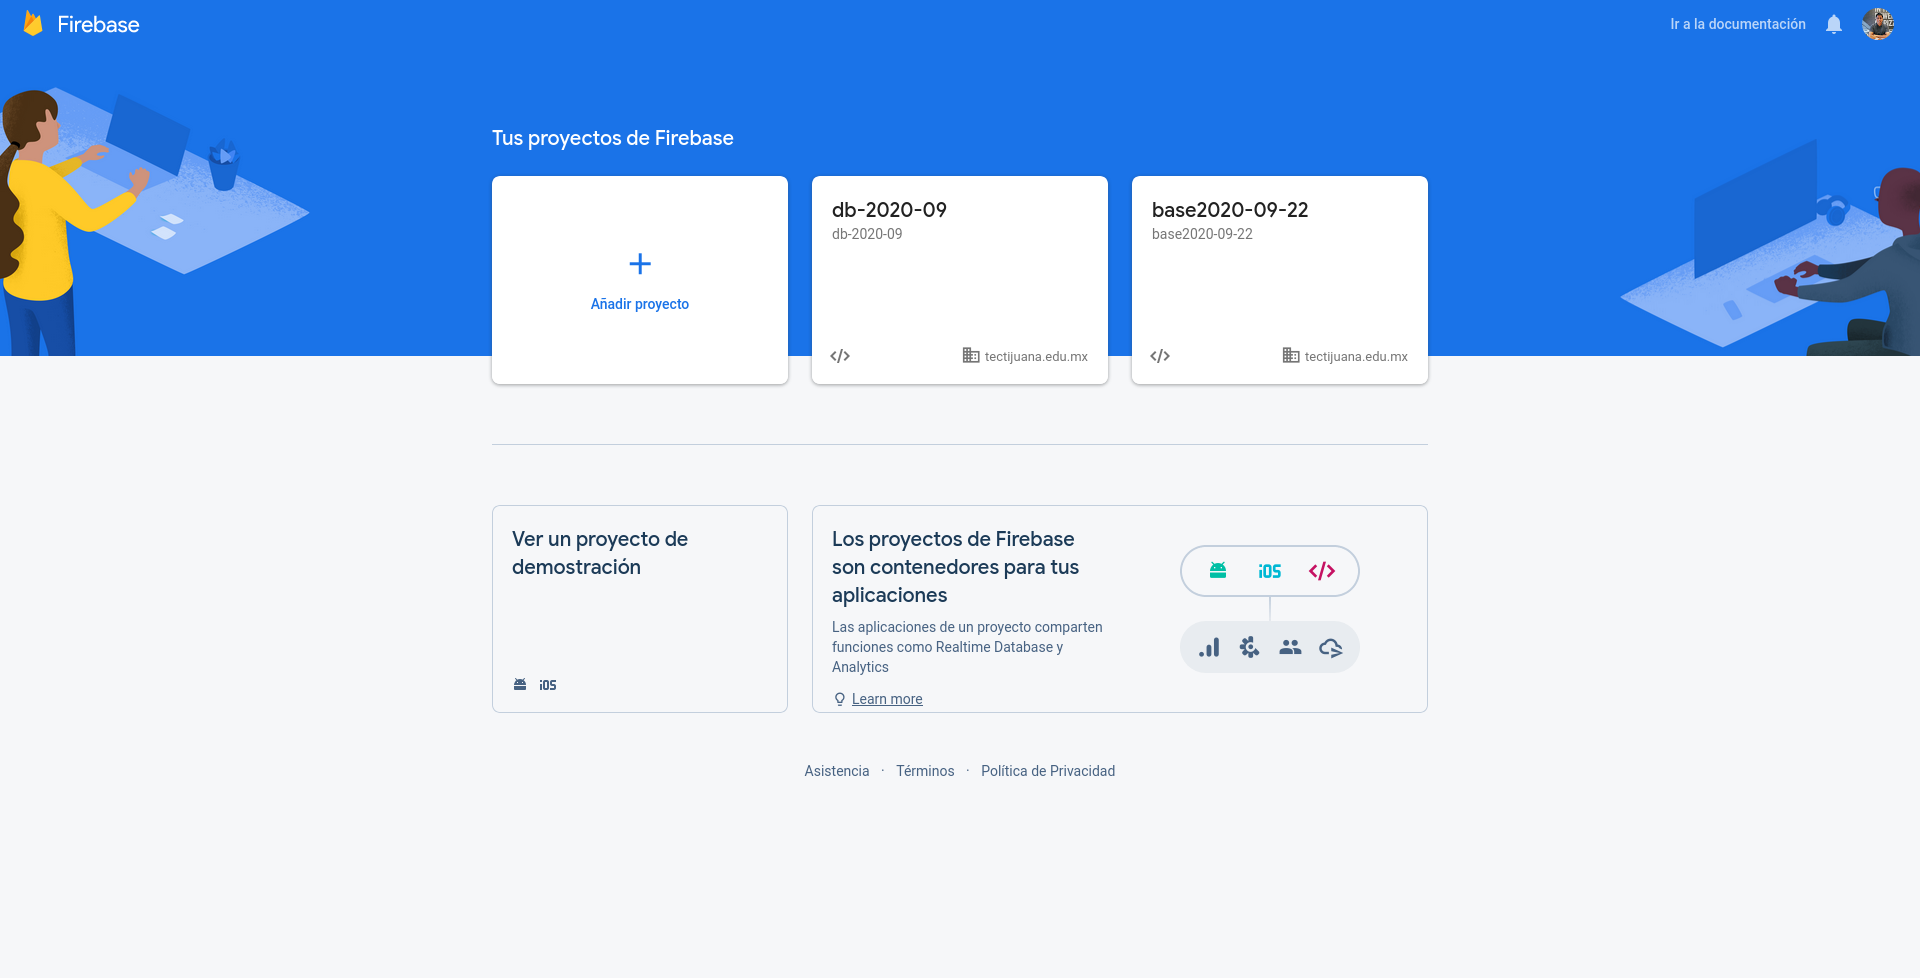 Firebase
Ir a la documentación
Tus proyectos de Firebase
Añadir proyecto
db-2020-09
db-2020-09
tectijuana.edu.mx
base2020-09-22
base2020-09-22
tectijuana.edu.mx
Ver un proyecto de
demostración
iOS
Los proyectos de Firebase
son contenedores para tus
aplicaciones
Las aplicaciones de un proyecto comparten
funciones como Realtime Database y
Analytics
Learn more
iOS
Asistencia · Términos · Política de Privacidad